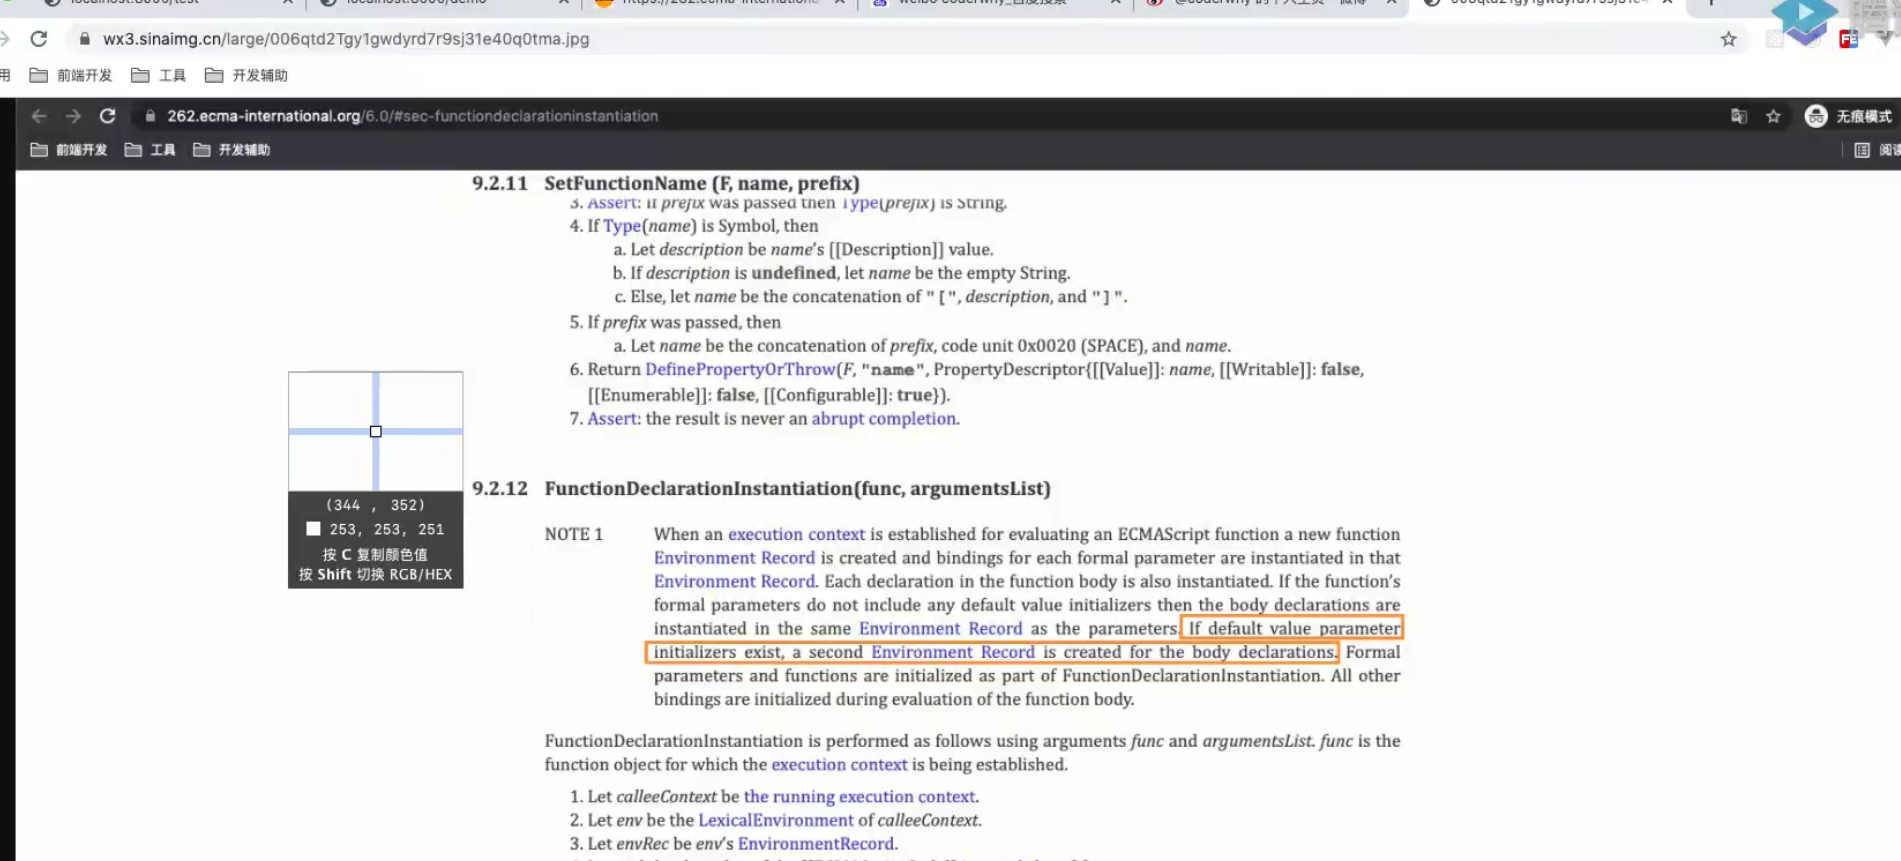 wx3.sinaimg.cn/large/006qtd2Tgy1gwdyrd7r9sj31e40q0tma.jpg
用 前端开发 工具 开发辅助
262.ecma-international.org/6.0/#sec-functiondeclarationinstantiation
无痕模式
前端开发 工具 开发辅助
9.2.11 SetFunctionName (F, name, prefix)
3. Assert: If prefix was passed then Type(prefix) is String.
4. If Type(name) is Symbol, then
a. Let description be name’s [[Description]] value.
b. If description is undefined, let name be the empty String.
c. Else, let name be the concatenation of "[", description, and "]".
5. If prefix was passed, then
a. Let name be the concatenation of prefix, code unit 0x0020 (SPACE), and name.
6. Return DefinePropertyOrThrow(F, "name", PropertyDescriptor{[[Value]]: name, [[Writable]]: false,
[[Enumerable]]: false, [[Configurable]]: true}).
7. Assert: the result is never an abrupt completion.
(344 , 352)
253, 253, 251
按 C 复制颜色值
按 Shift 切换 RGB/HEX
9.2.12 FunctionDeclarationInstantiation(func, argumentsList)
NOTE 1 When an execution context is established for evaluating an ECMAScript function a new function
Environment Record is created and bindings for each formal parameter are instantiated in that
Environment Record. Each declaration in the function body is also instantiated. If the function’s
formal parameters do not include any default value initializers then the body declarations are
instantiated in the same Environment Record as the parameters. If default value parameter
initializers exist, a second Environment Record is created for the body declarations. Formal
parameters and functions are initialized as part of FunctionDeclarationInstantiation. All other
bindings are initialized during evaluation of the function body.
FunctionDeclarationInstantiation is performed as follows using arguments func and argumentsList. func is the
function object for which the execution context is being established.
1. Let calleeContext be the running execution context.
2. Let env be the LexicalEnvironment of calleeContext.
3. Let envRec be env’s EnvironmentRecord.